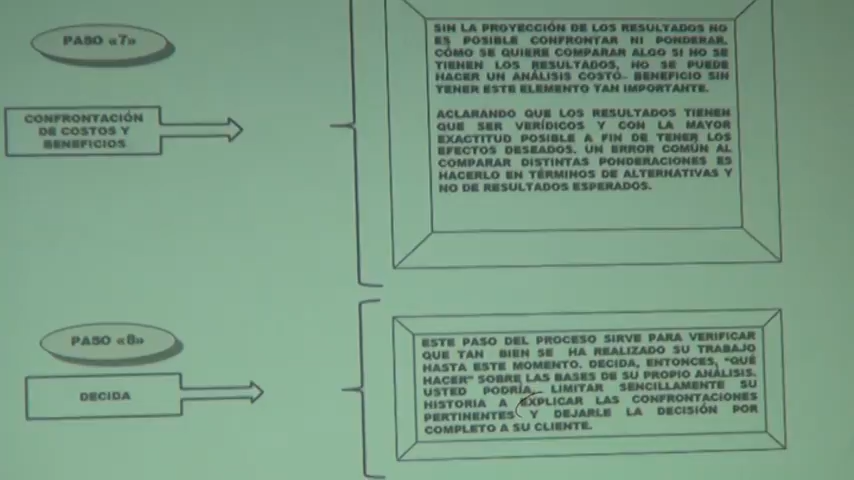 PASO «7»
CONFRONTACIÓN
DE COSTOS Y
BENEFICIOS
SIN LA PROYECCIÓN DE LOS RESULTADOS NO
ES POSIBLE CONFRONTAR NI PONDERAR.
CÓMO SE QUIERE COMPARAR ALGO SI NO SE
TIENEN LOS RESULTADOS, NO SE PUEDE
HACER UN ANÁLISIS COSTO- BENEFICIO SIN
TENER ESTE ELEMENTO TAN IMPORTANTE.
ACLARANDO QUE LOS RESULTADOS TIENEN
QUE SER VERÍDICOS Y CON LA MAYOR
EXACTITUD POSIBLE A FIN DE TENER LOS
EFECTOS DESEADOS. UN ERROR COMÚN AL
COMPARAR DISTINTAS PONDERACIONES ES
HACERLO EN TÉRMINOS DE ALTERNATIVAS Y
NO DE RESULTADOS ESPERADOS.
PASO «8»
DECIDA
ESTE PASO DEL PROCESO SIRVE PARA VERIFICAR
QUE TAN BIEN SE HA REALIZADO SU TRABAJO
HASTA ESTE MOMENTO. DECIDA, ENTONCES, "QUÉ
HACER" SOBRE LAS BASES DE SU PROPIO ANÁLISIS.
USTED PODRÍA, LIMITAR SENCILLAMENTE SU
HISTORIA A EXPLICAR LAS CONFRONTACIONES
PERTINENTES Y DEJARLE LA DECISIÓN POR
COMPLETO A SU CLIENTE.